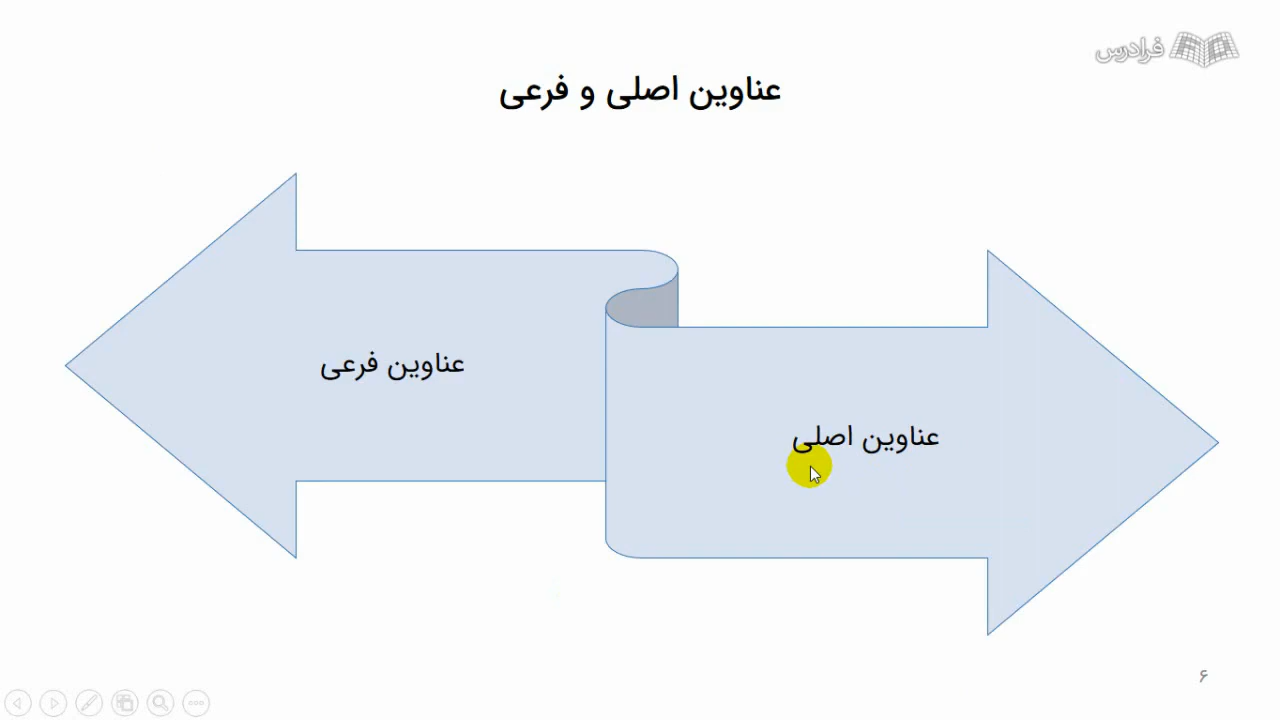 فرادرس
عناوین اصلی و فرعی
عناوین اصلی
عناوین فرعی
۶